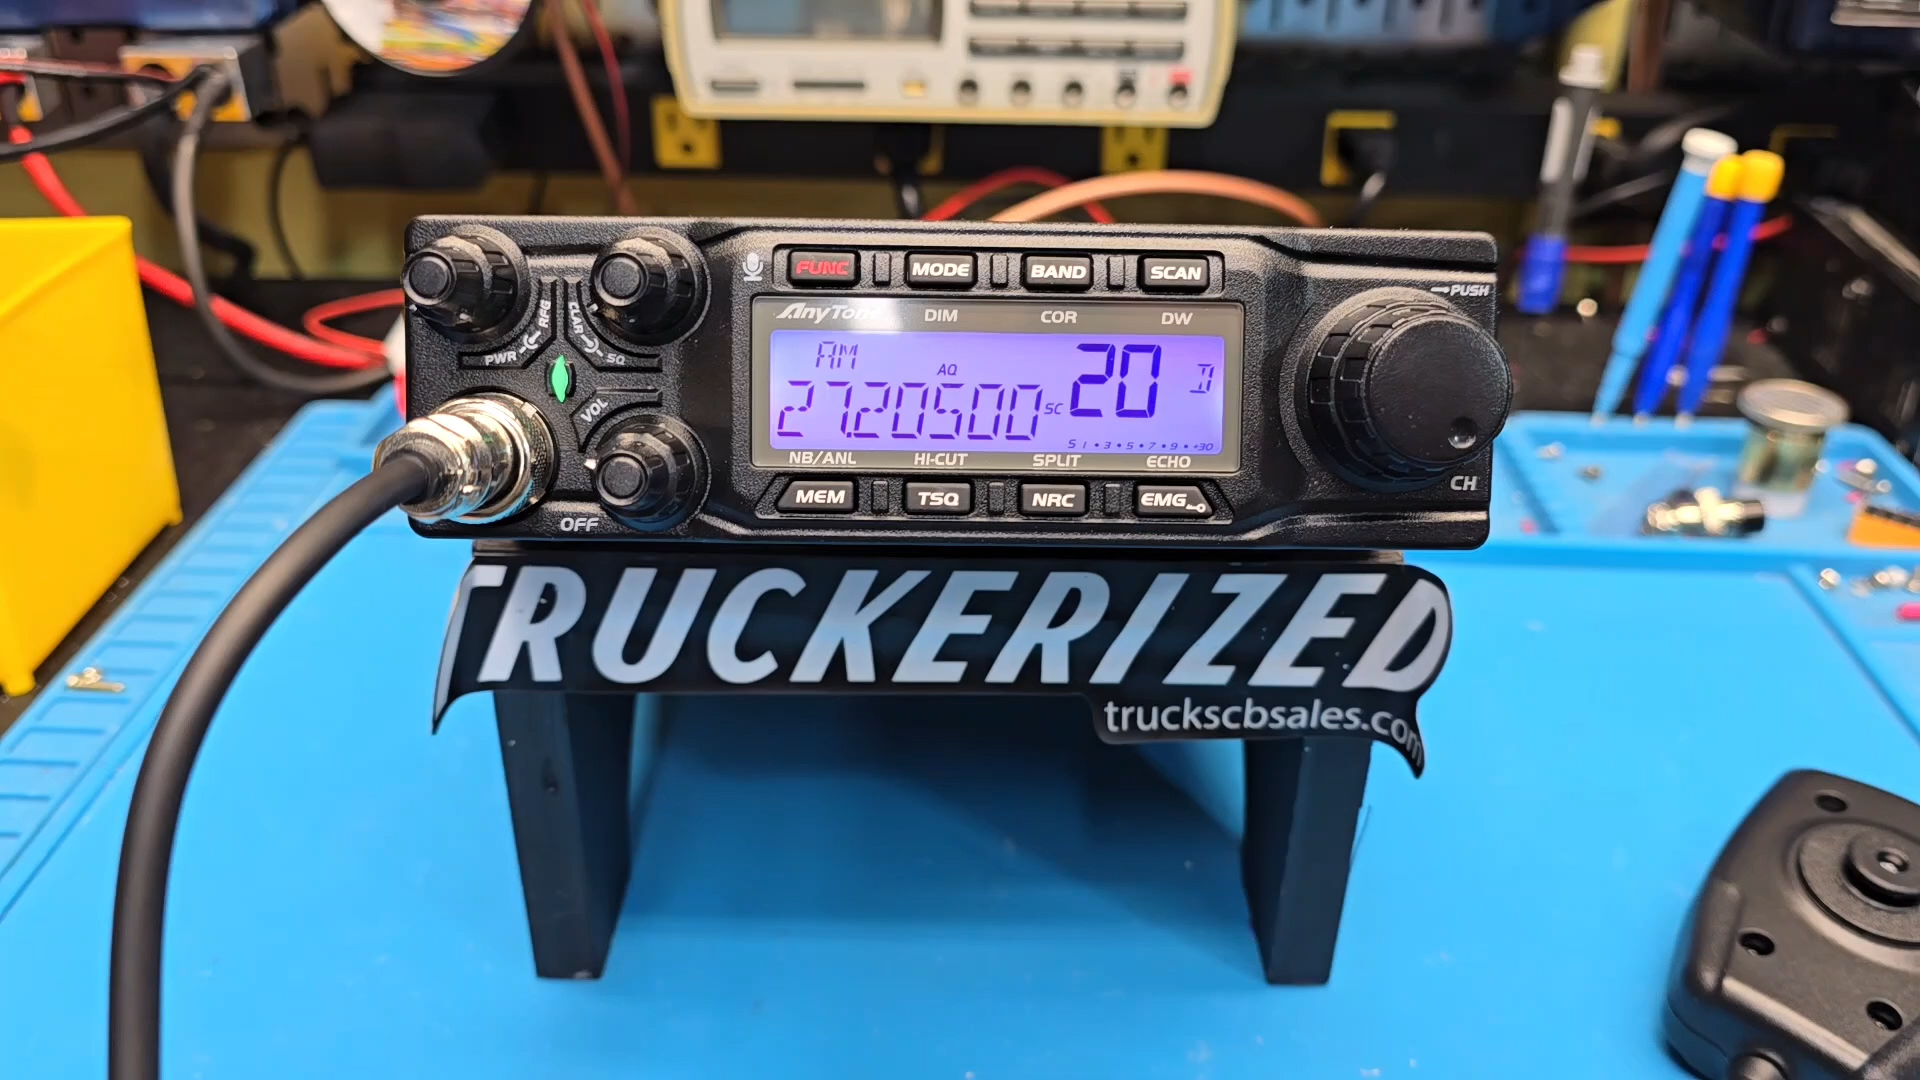 FUNC MODE BAND SCAN
PUSH
AnyTone DIM COR DW
RFG CLAR
PWR SQ
AM AQ 20 D
27.20500 SC
S 1 • 3 • 5 • 7 • 9 • +30
VOL
NB/ANL HI-CUT SPLIT ECHO
MEM TSQ NRC EMG
CH
OFF
TRUCKERIZED
truckscbsales.com